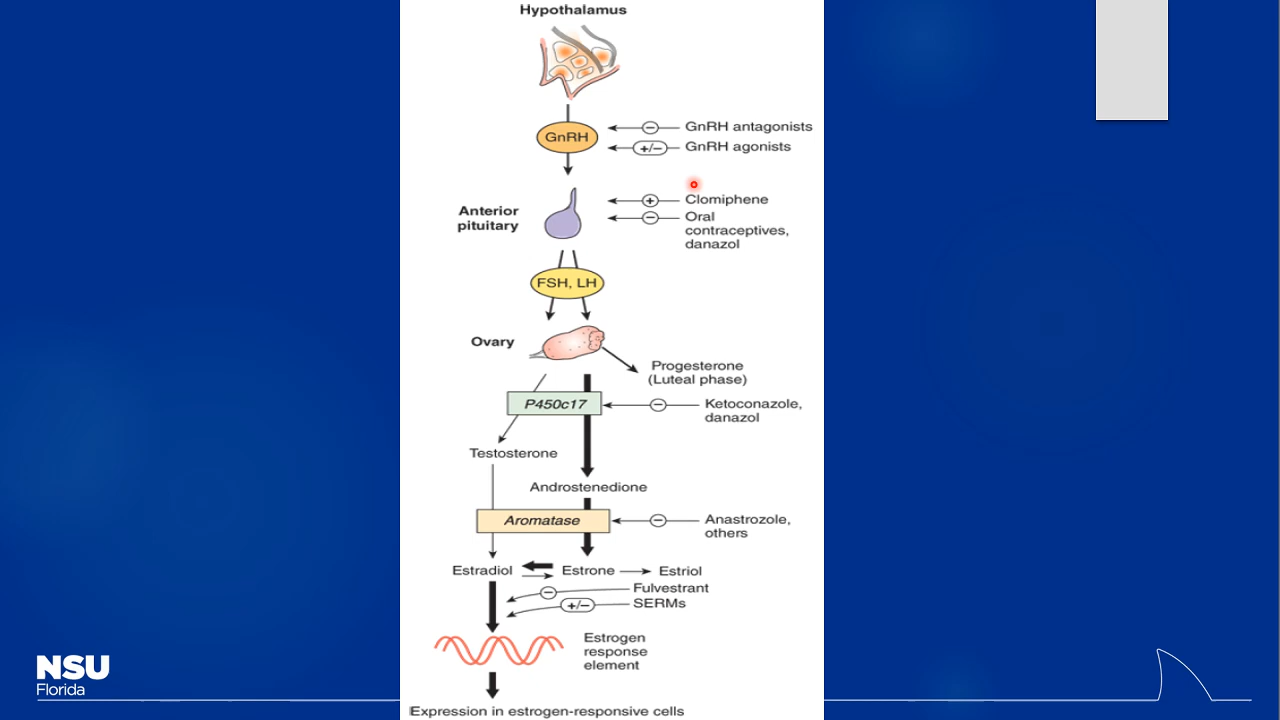 Hypothalamus
GnRH
− GnRH antagonists
+/− GnRH agonists
Anterior
pituitary
+ Clomiphene
− Oral
contraceptives,
danazol
FSH, LH
Ovary
Progesterone
(Luteal phase)
P450c17
− Ketoconazole,
danazol
Testosterone
Androstenedione
Aromatase
− Anastrozole,
others
Estradiol Estrone Estriol
− Fulvestrant
+/− SERMs
Estrogen
response
element
Expression in estrogen-responsive cells
NSU
Florida